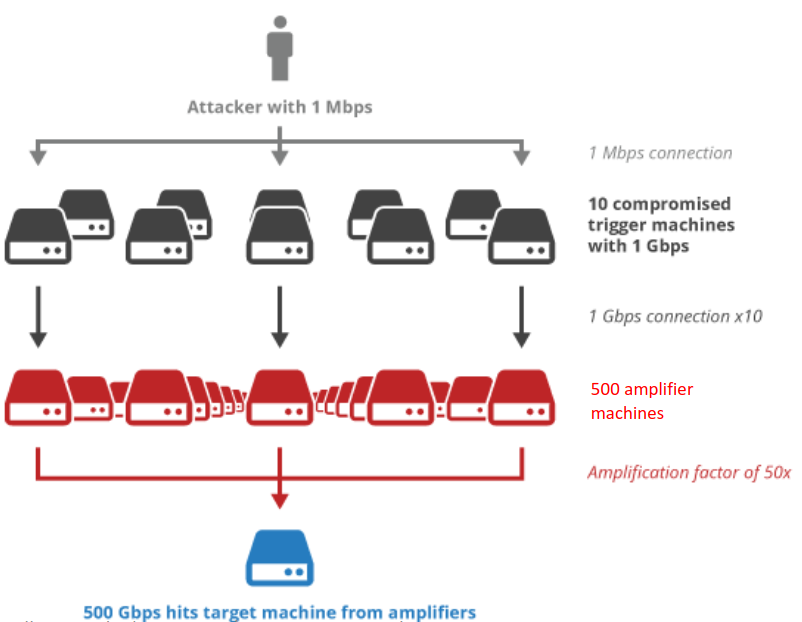 Attacker with 1 Mbps
1 Mbps connection
10 compromised
trigger machines
with 1 Gbps
1 Gbps connection x10
500 amplifier
machines
Amplification factor of 50x
500 Gbps hits target machine from amplifiers